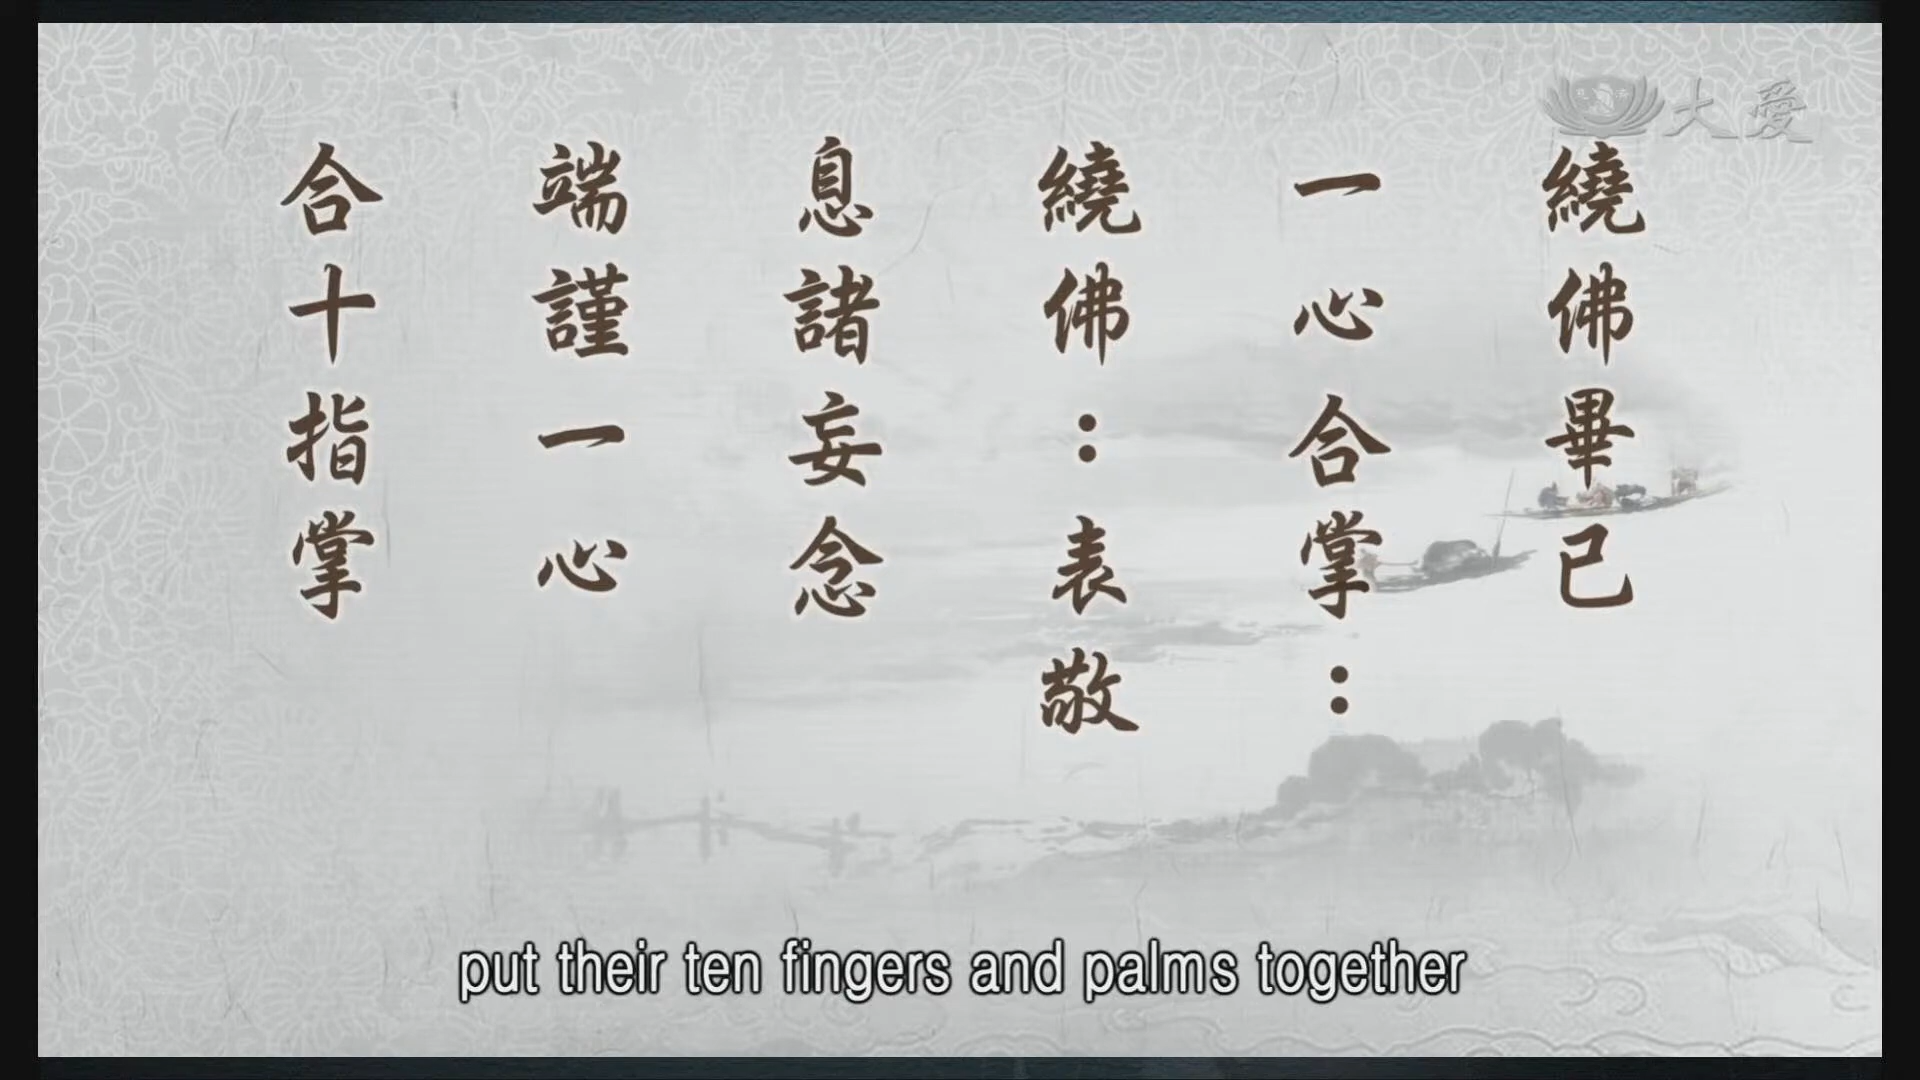 大愛
繞佛畢已
一心合掌：
繞佛：表敬
息諸妄念
端謹一心
合十指掌
put their ten fingers and palms together